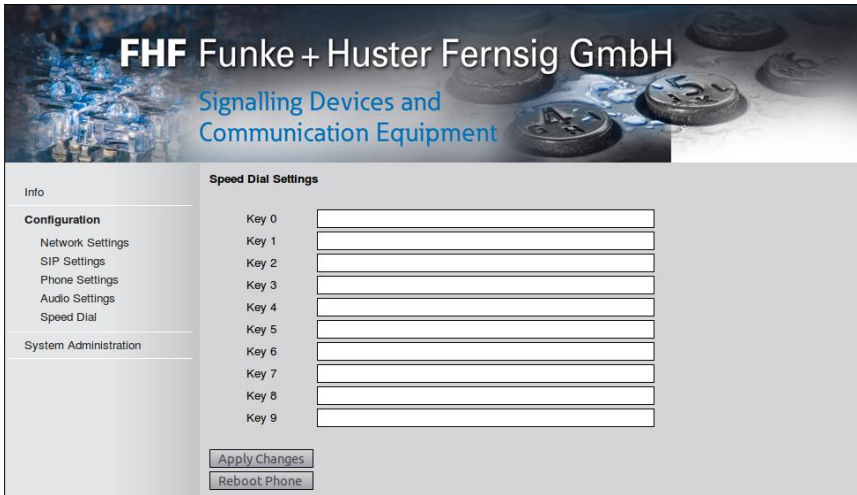 FHF Funke + Huster Fernsig GmbH
Signalling Devices and
Communication Equipment
4
G H I
5
J K L
Info
Configuration
Network Settings
SIP Settings
Phone Settings
Audio Settings
Speed Dial
System Administration
Speed Dial Settings
Key 0
Key 1
Key 2
Key 3
Key 4
Key 5
Key 6
Key 7
Key 8
Key 9
Apply Changes
Reboot Phone